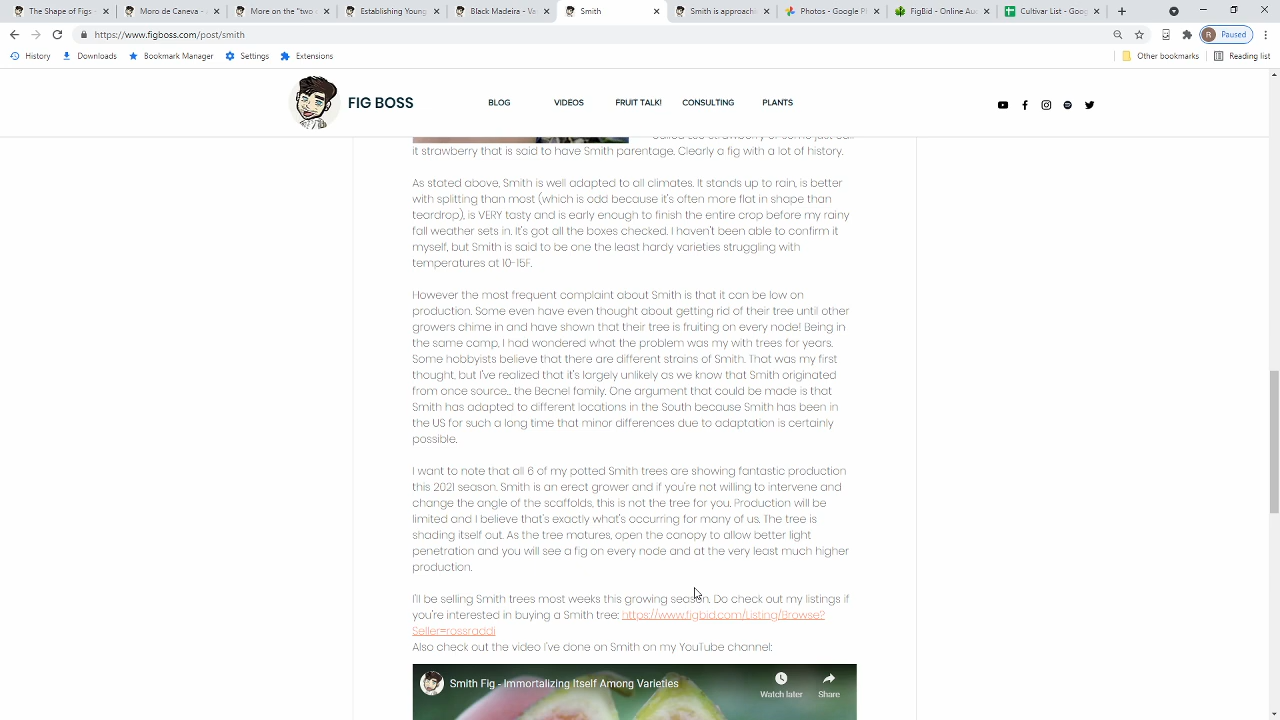 The Shape of Figs
Moro de Caneva -
More on the "two c
Establishing Young
Black Madeira - Va
Smith
Smith is approach
Photos - Google P
FigBid - Online Au
Cultivar List - Goog
https://www.figboss.com/post/smith
R Paused
History Downloads Bookmark Manager Settings Extensions Other bookmarks Reading list
FIG BOSS BLOG VIDEOS FRUIT TALK! CONSULTING PLANTS
it strawberry that is said to have Smith parentage. Clearly a fig with a lot of history.
As stated above, Smith is well adapted to all climates. It stands up to rain, is better
with splitting than most (which is odd because it's often more flat in shape than
teardrop), is VERY tasty and is early enough to finish the entire crop before my rainy
fall weather sets in. It's got all the boxes checked. I haven't been able to confirm it
myself, but Smith is said to be one the least hardy varieties struggling with
temperatures at 10-15F.
However the most frequent complaint about Smith is that it can be low on
production. Some even have even thought about getting rid of their tree until other
growers chime in and have shown that their tree is fruiting on every node! Being in
the same camp, I had wondered what the problem was my with trees for years.
Some hobbyists believe that there are different strains of Smith. That was my first
thought, but I've realized that it's largely unlikely as we know that Smith originated
from once source... the Becnel family. One argument that could be made is that
Smith has adapted to different locations in the South because Smith has been in
the US for such a long time that minor differences due to adaptation is certainly
possible.
I want to note that all 6 of my potted Smith trees are showing fantastic production
this 2021 season. Smith is an erect grower and if you're not willing to intervene and
change the angle of the scaffolds, this is not the tree for you. Production will be
limited and I believe that's exactly what's occurring for many of us. The tree is
shading itself out. As the tree matures, open the canopy to allow better light
penetration and you will see a fig on every node and at the very least much higher
production.
I'll be selling Smith trees most weeks this growing season. Do check out my listings if
you're interested in buying a Smith tree: https://www.figbid.com/Listing/Browse?
Seller=rossraddi
Also check out the video I've done on Smith on my YouTube channel:
Smith Fig - Immortalizing Itself Among Varieties
Watch later Share